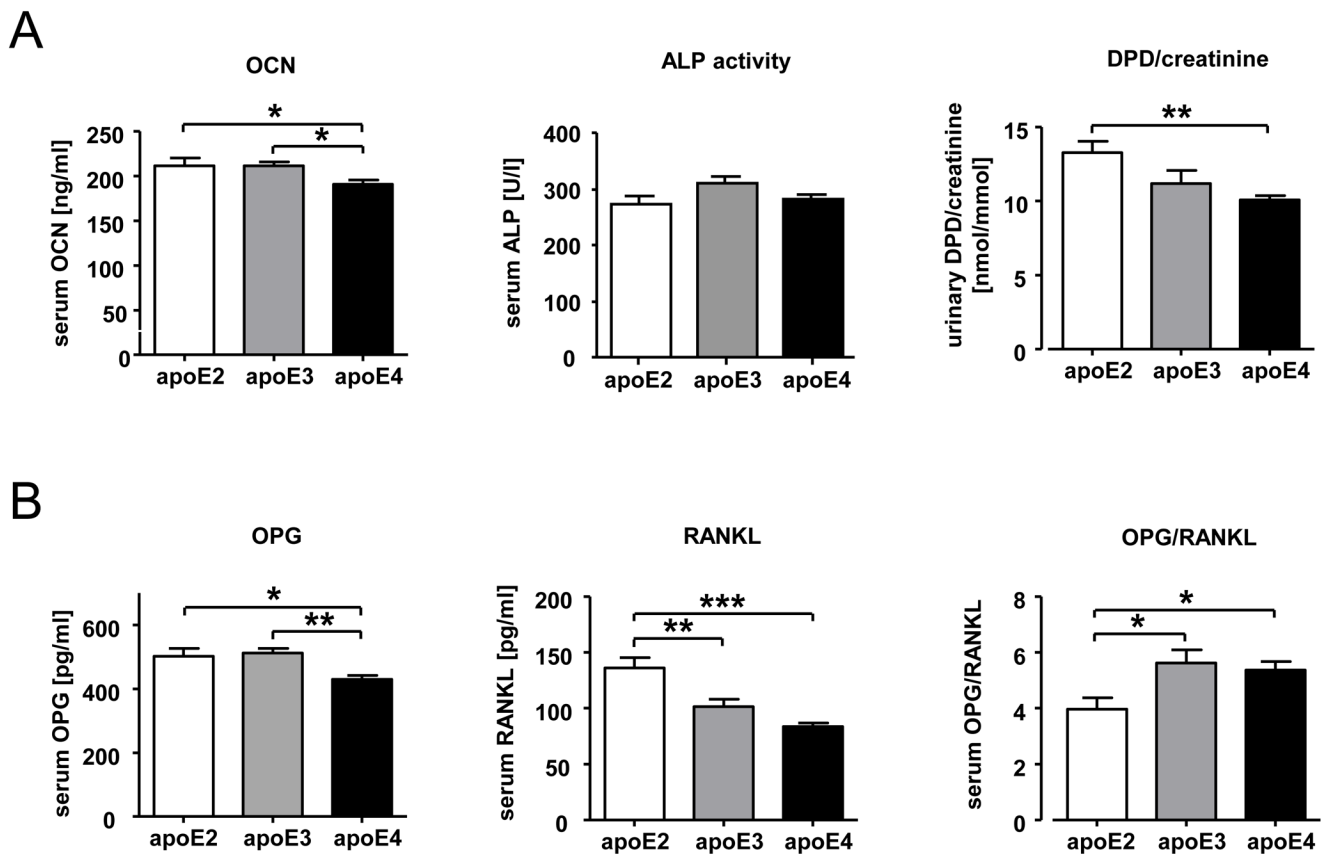 A
OCN
serum OCN [ng/ml]
250
200
150
100
50
0
*
*
apoE2 apoE3 apoE4
ALP activity
serum ALP [U/l]
400
300
200
100
0
apoE2 apoE3 apoE4
DPD/creatinine
urinary DPD/creatinine
[nmol/mmol]
15
10
5
0
**
apoE2 apoE3 apoE4
B
OPG
serum OPG [pg/ml]
600
400
200
0
*
**
apoE2 apoE3 apoE4
RANKL
serum RANKL [pg/ml]
200
150
100
50
0
***
**
apoE2 apoE3 apoE4
OPG/RANKL
serum OPG/RANKL
8
6
4
2
0
*
*
apoE2 apoE3 apoE4